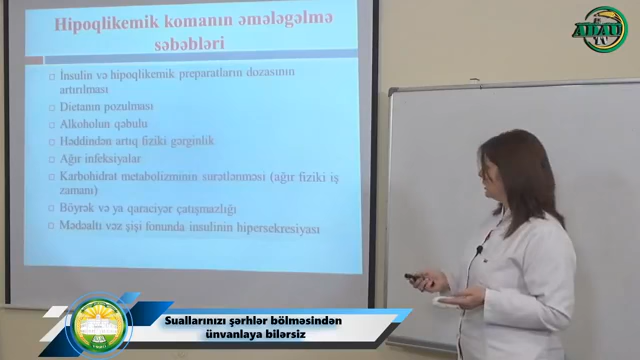 Hipoqlikemik komanın əmələgəlmə
səbəbləri
İnsulin və hipoqlikemik preparatların dozasının
artırılması
Dietanın pozulması
Alkoholun qəbulu
Həddindən artıq fiziki gərginlik
Ağır infeksiyalar
Karbohidrat metabolizminin surətlənməsi (ağır fiziki iş
zamanı)
Böyrək və ya qaraciyər çatışmazlığı
Mədəaltı vəz şişi fonunda insulinin hipersekresiyası
ADAU
Suallarınızı şərhlər bölməsindən
ünvanlaya bilərsiz